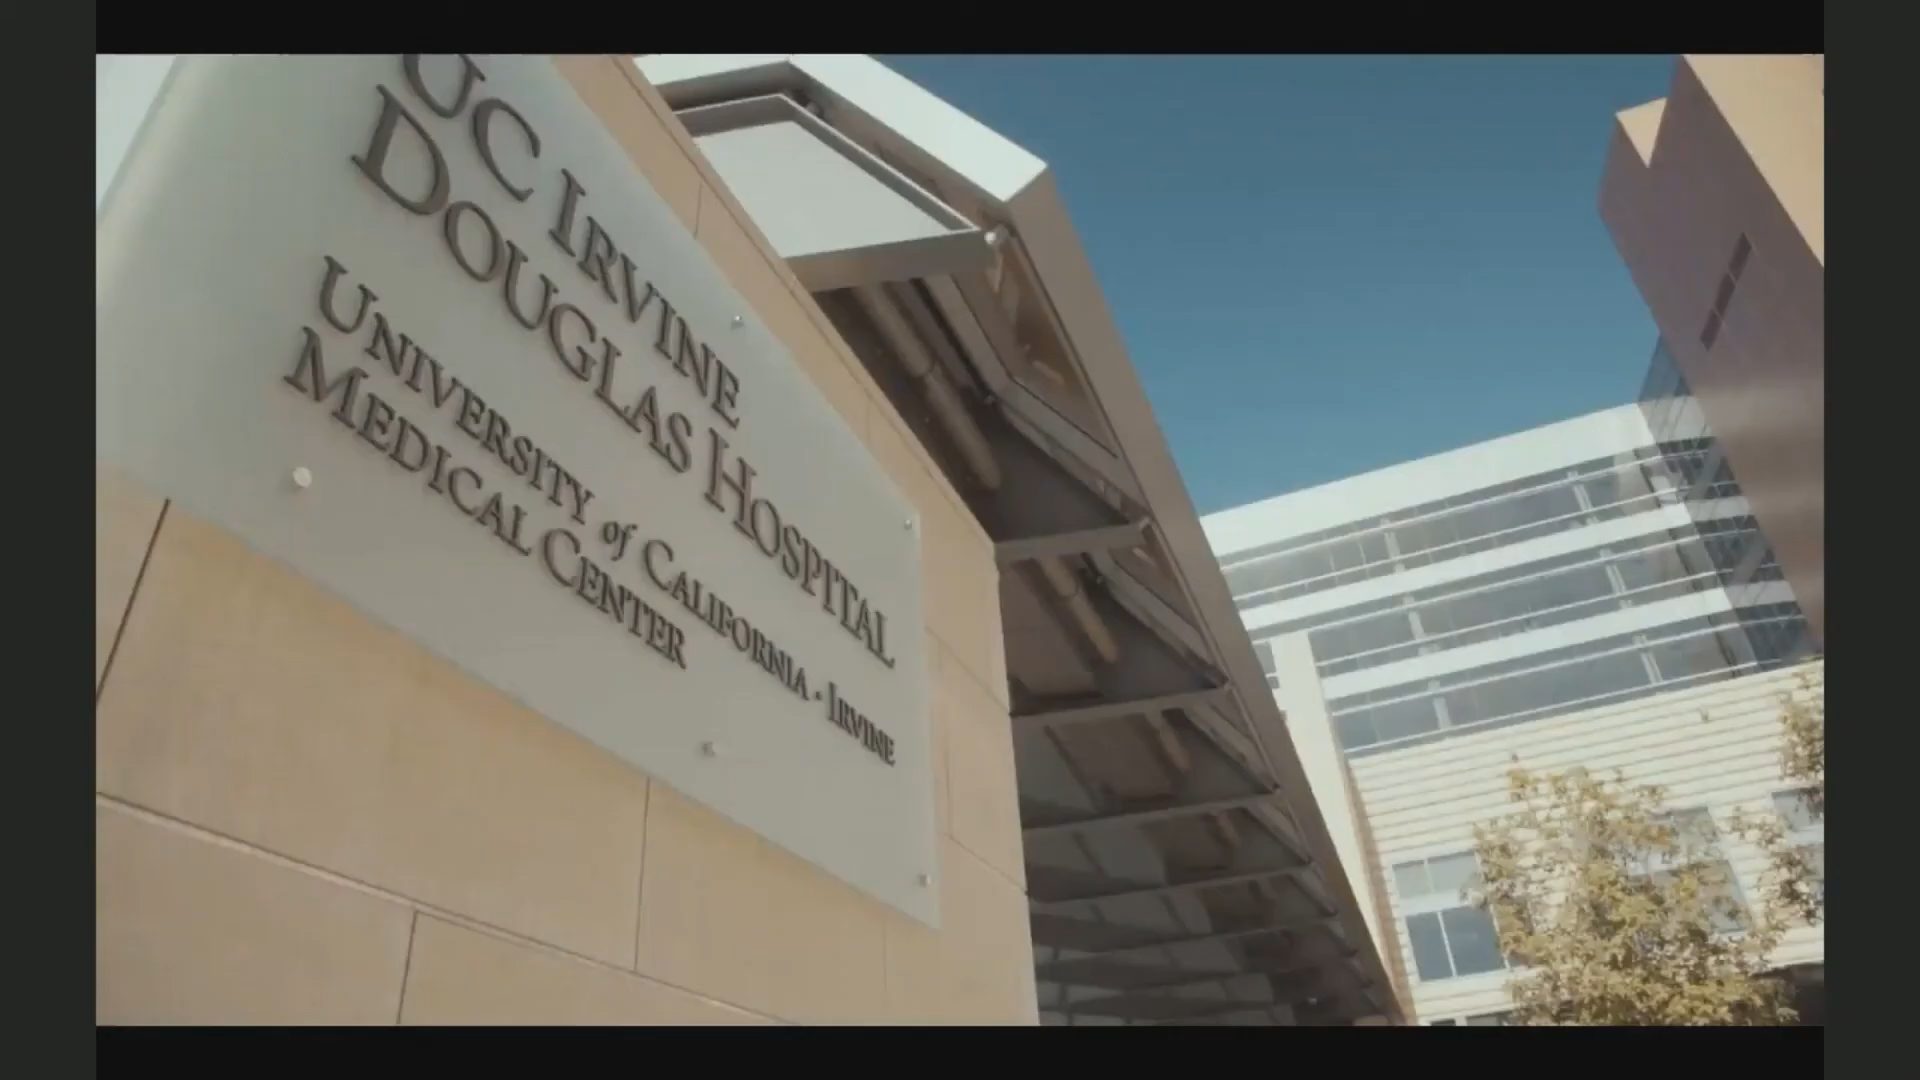 UC IRVINE
DOUGLAS HOSPITAL
UNIVERSITY of CALIFORNIA · IRVINE
MEDICAL CENTER